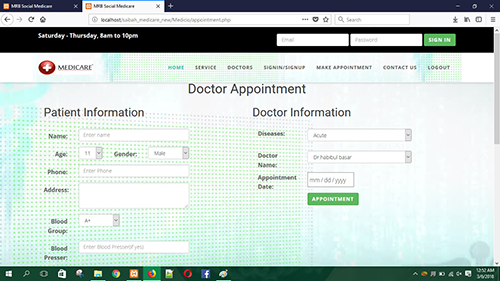 MRB Social Medicare
MRB Social Medicare
localhost/sabah_medicare_new/Medicio/appointment.php
Search
Saturday - Thursday, 8am to 10pm
Email
Password
SIGN IN
MEDICARE
HOME
SERVICE
DOCTORS
SIGNIN/SIGNUP
MAKE APPOINTMENT
CONTACT US
LOGOUT
Doctor Appointment
Patient Information
Name:
Enter name
Age:
11
Gender:
Male
Phone:
Enter Phone
Address:
Blood
Group:
A+
Blood
Presser:
Enter Blood Presser(if yes)
Doctor Information
Diseases:
Acute
Doctor
Name:
Dr habibul basar
Appointment
Date:
mm / dd / yyyy
APPOINTMENT
12:52 AM
3/6/2018